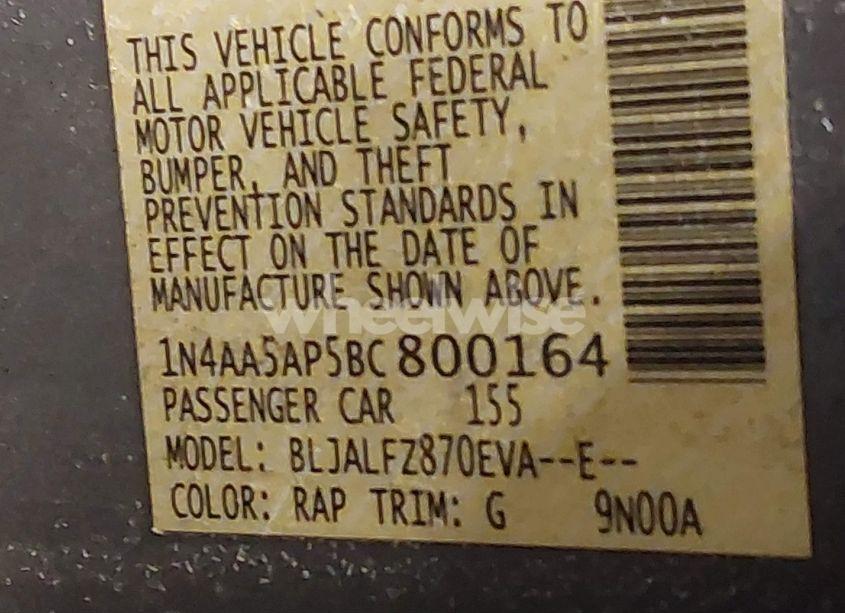 THIS VEHICLE CONFORMS TO
ALL APPLICABLE FEDERAL
MOTOR VEHICLE SAFETY,
BUMPER, AND THEFT
PREVENTION STANDARDS IN
EFFECT ON THE DATE OF
MANUFACTURE SHOWN ABOVE.
wheelwise
1N4AA5AP5BC800164
PASSENGER CAR 155
MODEL: BLJALFZ870EVA--E--
COLOR: RAP TRIM: G 9N00A